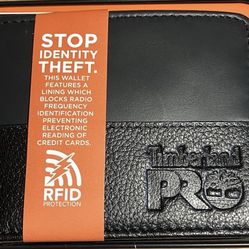 STOP
IDENTITY
THEFT.
THIS WALLET
FEATURES A
LINING WHICH
BLOCKS RADIO
FREQUENCY
IDENTIFICATION
PREVENTING
ELECTRONIC
READING OF
CREDIT CARDS.
RFID
PROTECTION
Timberland
PRO